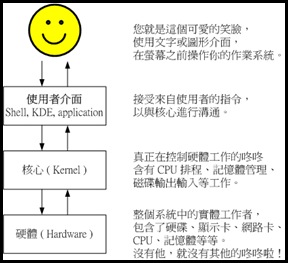 您就是這個可愛的笑臉，
使用文字或圖形介面，
在螢幕之前操作你的作業系統。
使用者介面
Shell, KDE, application
接受來自使用者的指令，
以與核心進行溝通。
核心 ( Kernel )
真正在控制硬體工作的咚咚
含有 CPU 排程、記憶體管理、
磁碟輸出輸入等工作。
硬體 ( Hardware )
整個系統中的實體工作者，
包含了硬碟、顯示卡、網路卡、
CPU、記憶體等等。
沒有他，就沒有其他的咚咚啦！